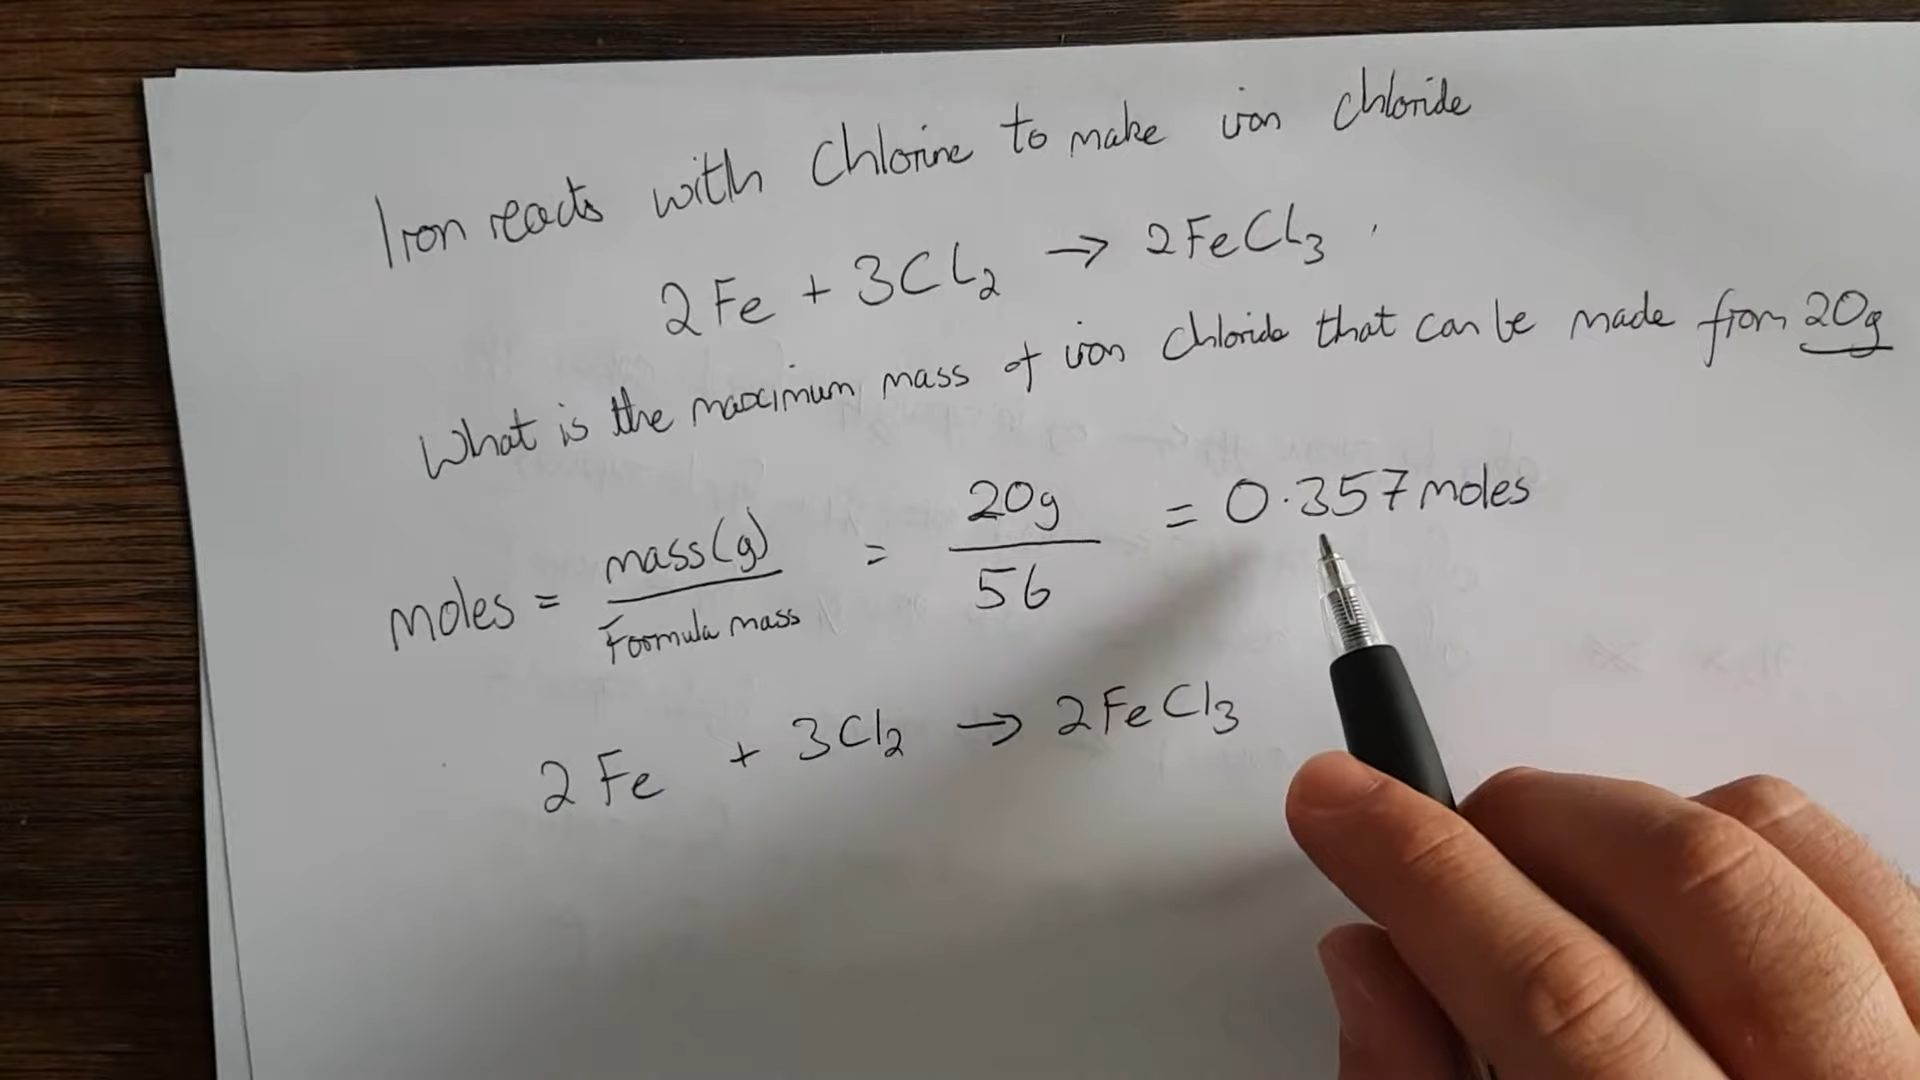 Iron reacts with Chlorine to make iron chloride
2Fe + 3Cl₂ → 2FeCl₃
What is the maximum mass of iron chloride that can be made from 20g
moles = mass(g) / Formula mass = 20g / 56 = 0.357 moles
2Fe + 3Cl₂ → 2FeCl₃